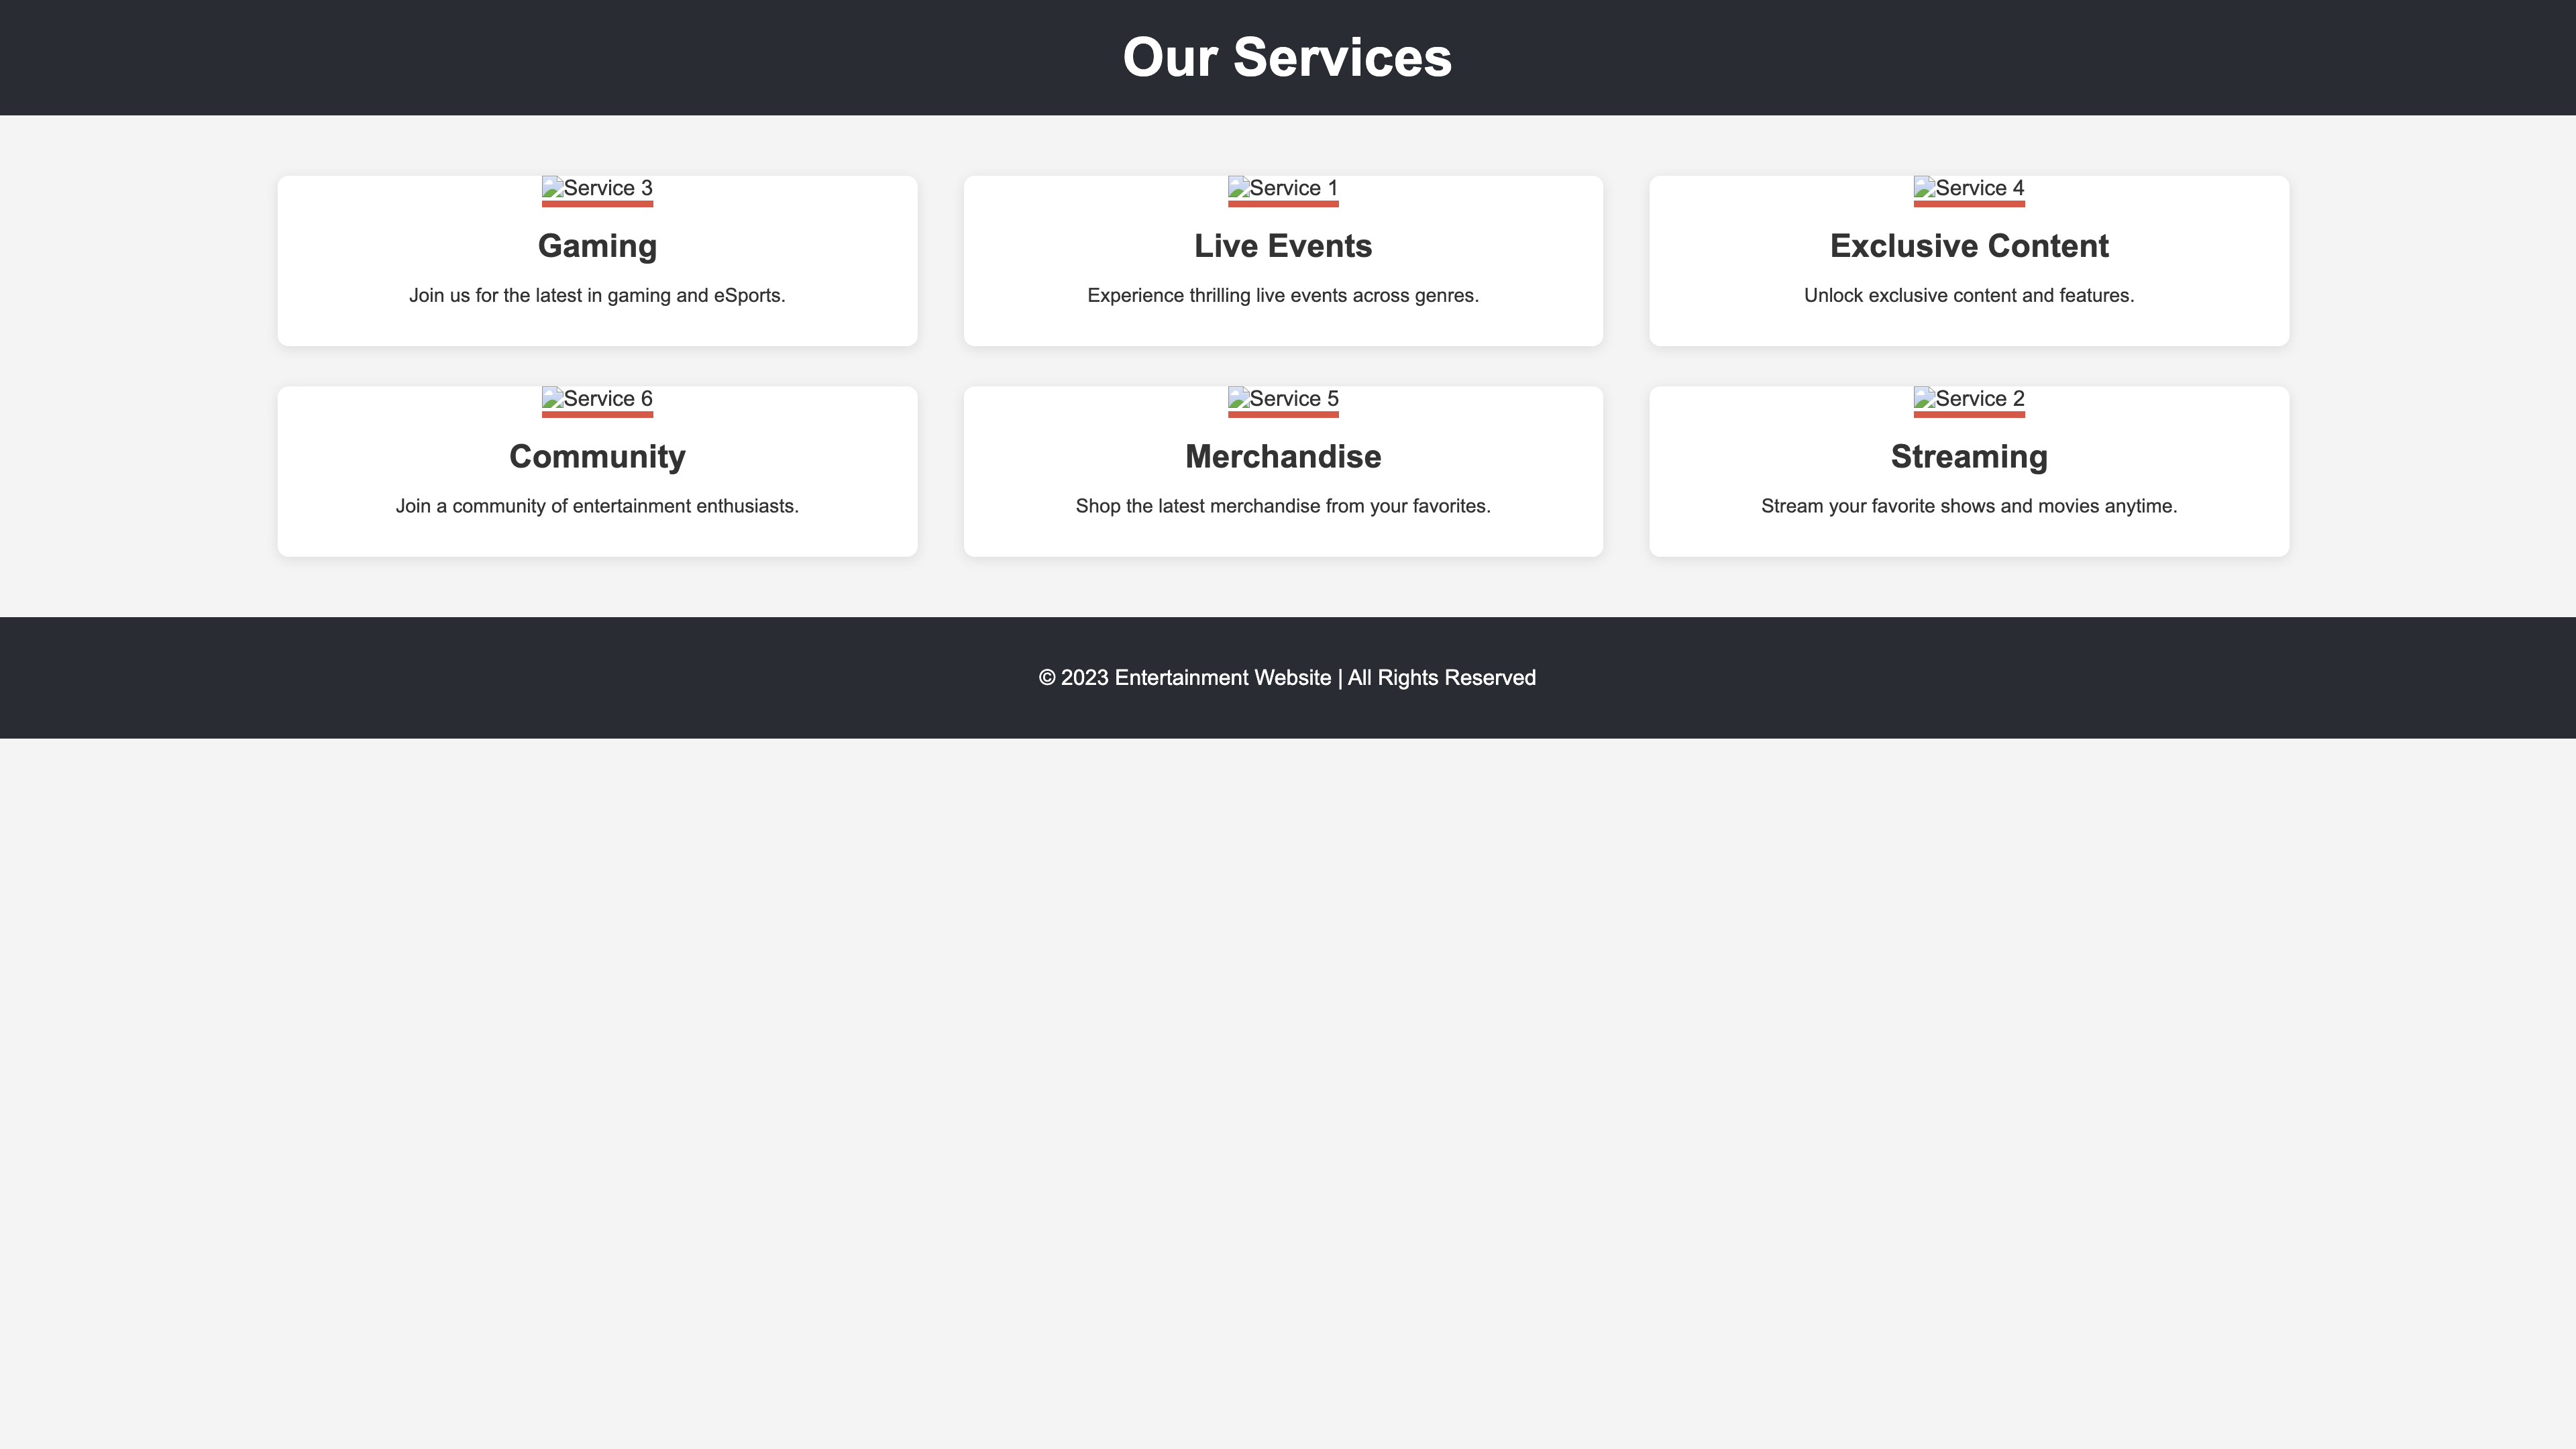 Our Services
Service 3
Gaming
Join us for the latest in gaming and eSports.
Service 1
Live Events
Experience thrilling live events across genres.
Service 4
Exclusive Content
Unlock exclusive content and features.
Service 6
Community
Join a community of entertainment enthusiasts.
Service 5
Merchandise
Shop the latest merchandise from your favorites.
Service 2
Streaming
Stream your favorite shows and movies anytime.
© 2023 Entertainment Website | All Rights Reserved